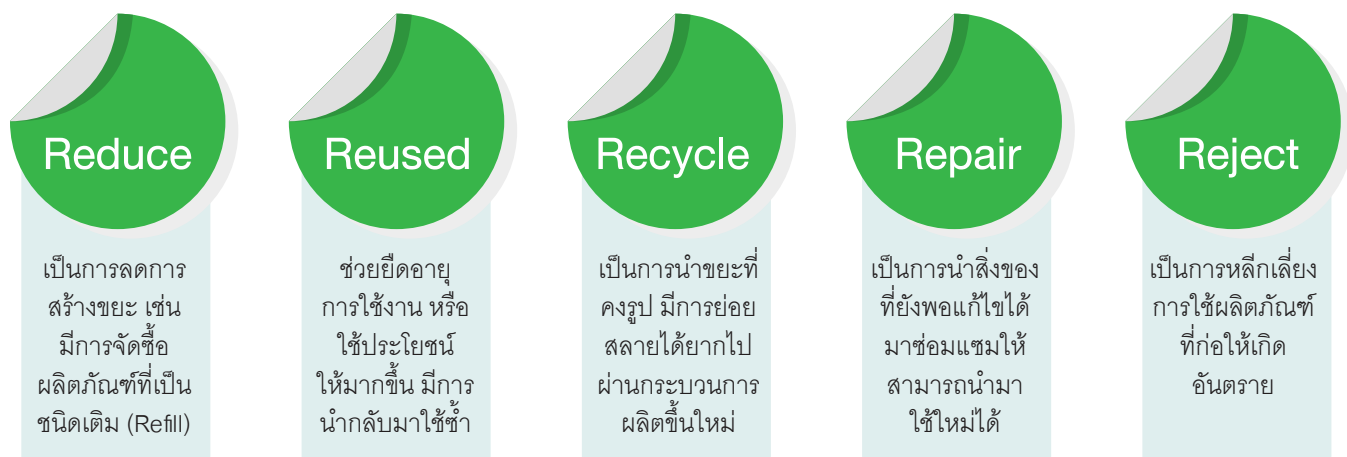 Reduce
เป็นการลดการ
สร้างขยะ เช่น
มีการจัดซื้อ
ผลิตภัณฑ์ที่เป็น
ชนิดเติม (Refill)
Reused
ช่วยยืดอายุ
การใช้งาน หรือ
ใช้ประโยชน์
ให้มากขึ้น มีการ
นำกลับมาใช้ซ้ำ
Recycle
เป็นการนำขยะที่
คงรูป มีการย่อย
สลายได้ยากไป
ผ่านกระบวนการ
ผลิตขึ้นใหม่
Repair
เป็นการนำสิ่งของ
ที่ยังพอแก้ไขได้
มาซ่อมแซมให้
สามารถนำมา
ใช้ใหม่ได้
Reject
เป็นการหลีกเลี่ยง
การใช้ผลิตภัณฑ์
ที่ก่อให้เกิด
อันตราย